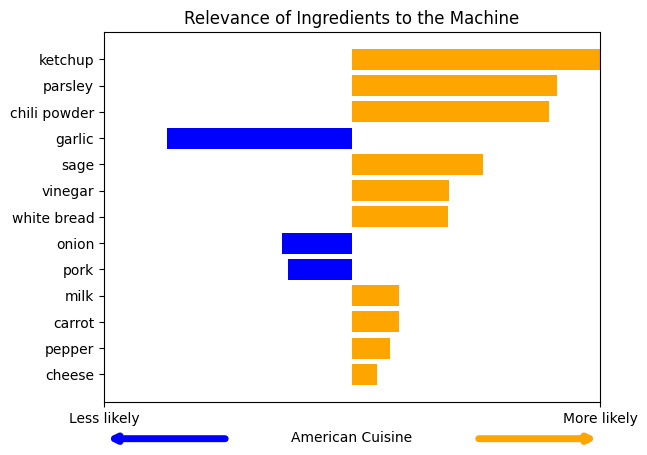 Relevance of Ingredients to the Machine
ketchup
parsley
chili powder
garlic
sage
vinegar
white bread
onion
pork
milk
carrot
pepper
cheese
Less likely
More likely
American Cuisine